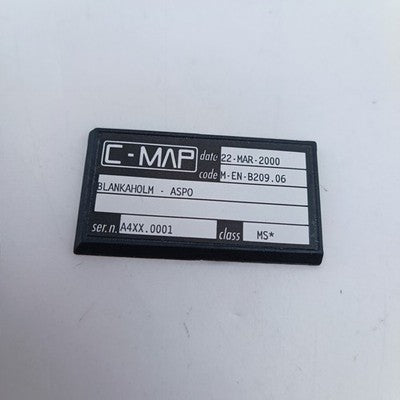 C-MAP date 22-MAR-2000
code M-EN-B209.06
BLANKAHOLM - ASPO
ser.n. A4XX.0001 class MS*